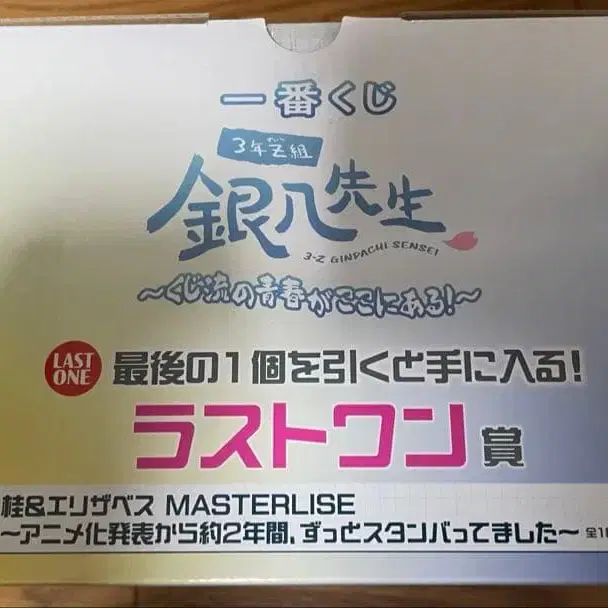 一番くじ
3年Z組
銀八先生
3-Z GINPACHI SENSEI
〜くじ流の青春がここにある!〜
LAST
ONE
最後の1個を引くと手に入る!
ラストワン賞
桂&エリザベス MASTERLISE
〜アニメ化発表から約2年間、ずっとスタンバってました〜 全1